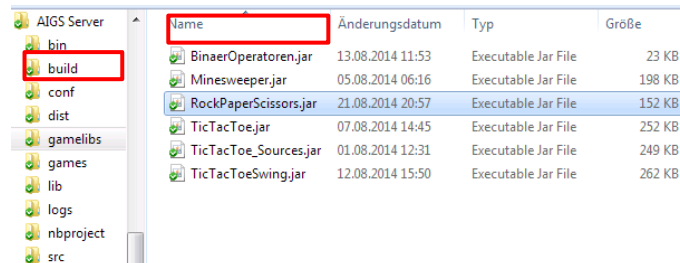 AIGS Server
bin
build
conf
dist
gamelibs
games
lib
logs
nbproject
src
Name Änderungsdatum Typ Größe
BinaerOperatoren.jar 13.08.2014 11:53 Executable Jar File 23 KB
Minesweeper.jar 05.08.2014 06:16 Executable Jar File 198 KB
RockPaperScissors.jar 21.08.2014 20:57 Executable Jar File 152 KB
TicTacToe.jar 07.08.2014 14:45 Executable Jar File 252 KB
TicTacToe_Sources.jar 01.08.2014 12:31 Executable Jar File 249 KB
TicTacToeSwing.jar 12.08.2014 15:50 Executable Jar File 262 KB